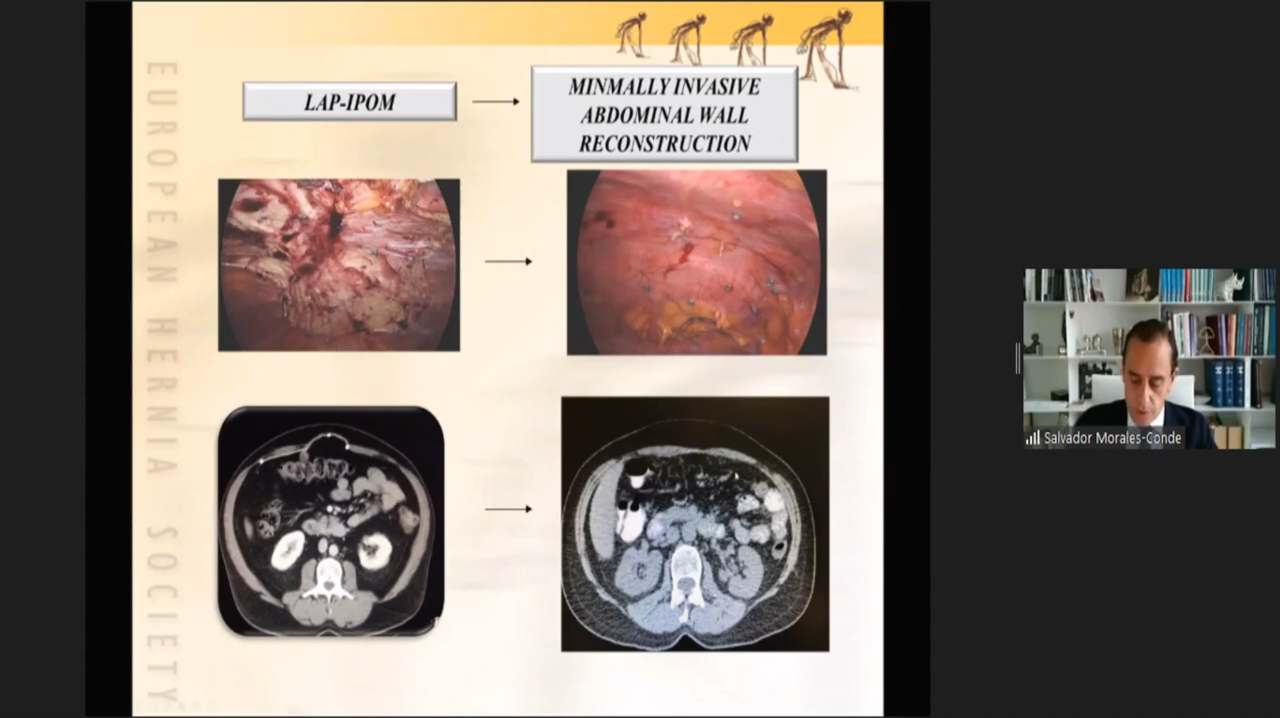 EUROPEAN HERNIA SOCIETY
LAP-IPOM
MINMALLY INVASIVE
ABDOMINAL WALL
RECONSTRUCTION
Salvador Morales-Conde